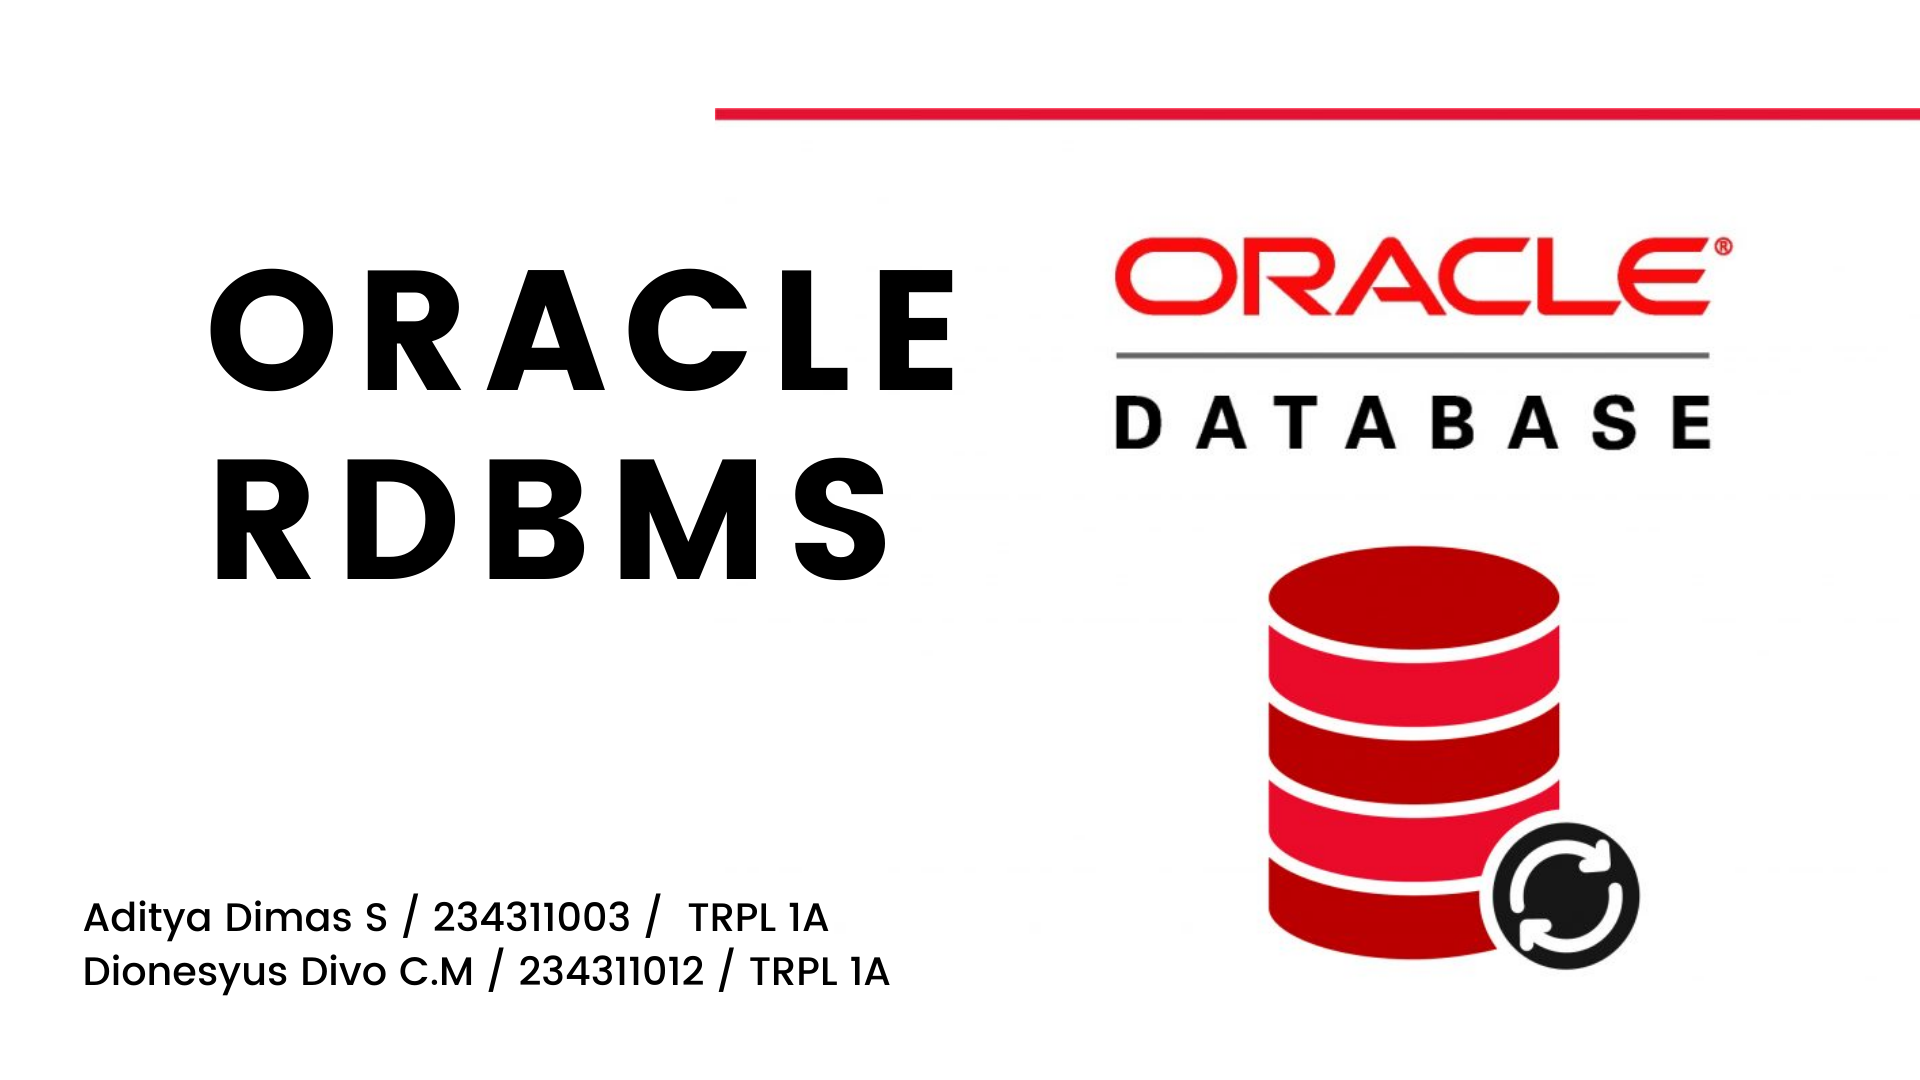 ORACLE
RDBMS
ORACLE®
DATABASE
Aditya Dimas S / 234311003 /  TRPL 1A
Dionesyus Divo C.M / 234311012 / TRPL 1A